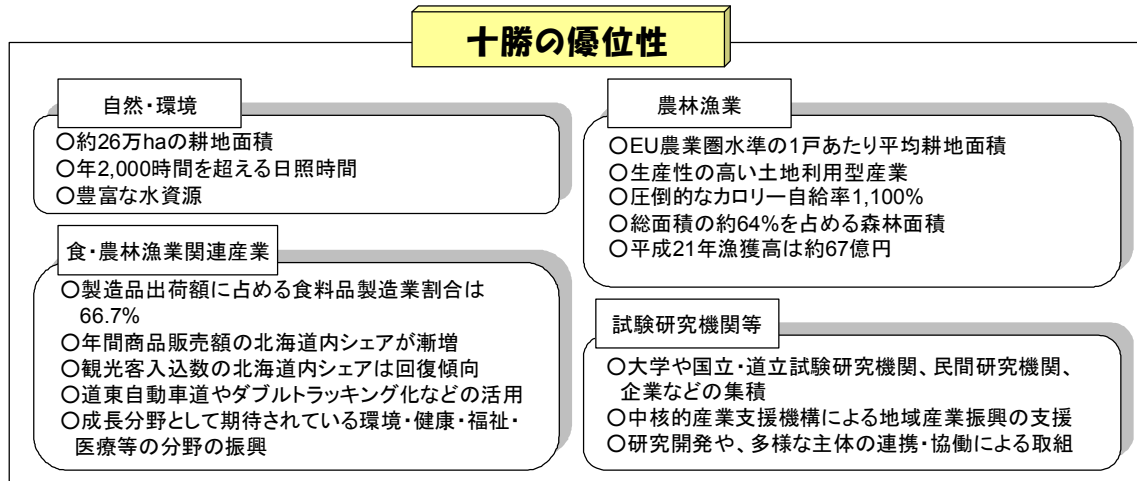 十勝の優位性
自然・環境
○約26万haの耕地面積
○年2,000時間を超える日照時間
○豊富な水資源
農林漁業
○EU農業圏水準の1戸あたり平均耕地面積
○生産性の高い土地利用型産業
○圧倒的なカロリー自給率1,100%
○総面積の約64%を占める森林面積
○平成21年漁獲高は約67億円
食・農林漁業関連産業
○製造品出荷額に占める食料品製造業割合は
66.7%
○年間商品販売額の北海道内シェアが漸増
○観光客入込数の北海道内シェアは回復傾向
○道東自動車道やダブルトラッキング化などの活用
○成長分野として期待されている環境・健康・福祉・
医療等の分野の振興
試験研究機関等
○大学や国立・道立試験研究機関、民間研究機関、
企業などの集積
○中核的産業支援機構による地域産業振興の支援
○研究開発や、多様な主体の連携・協働による取組